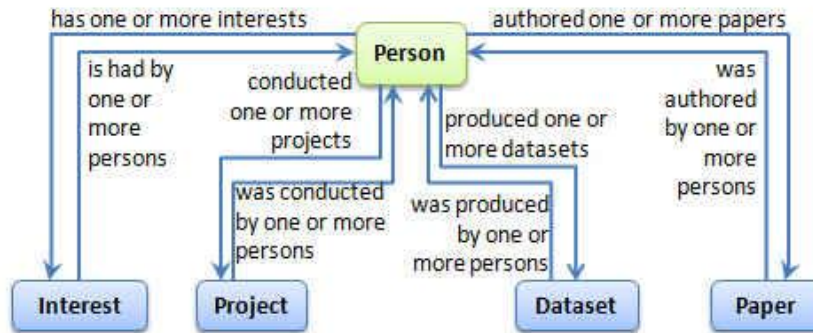 has one or more interests
authored one or more papers
Person
is had by
one or
more
persons
conducted
one or more
projects
produced one or
more datasets
was
authored
by one or
more
persons
was conducted
by one or more
persons
was produced
by one or
more persons
Interest
Project
Dataset
Paper